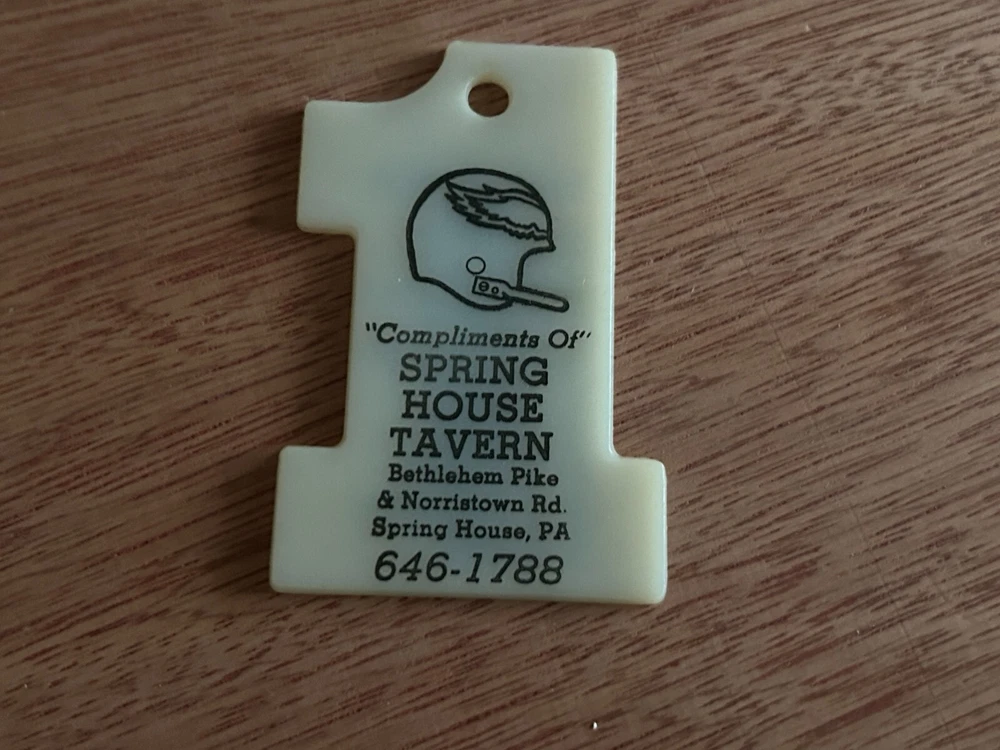 "Compliments Of"
SPRING
HOUSE
TAVERN
Bethlehem Pike
& Norristown Rd.
Spring House, PA
646-1788